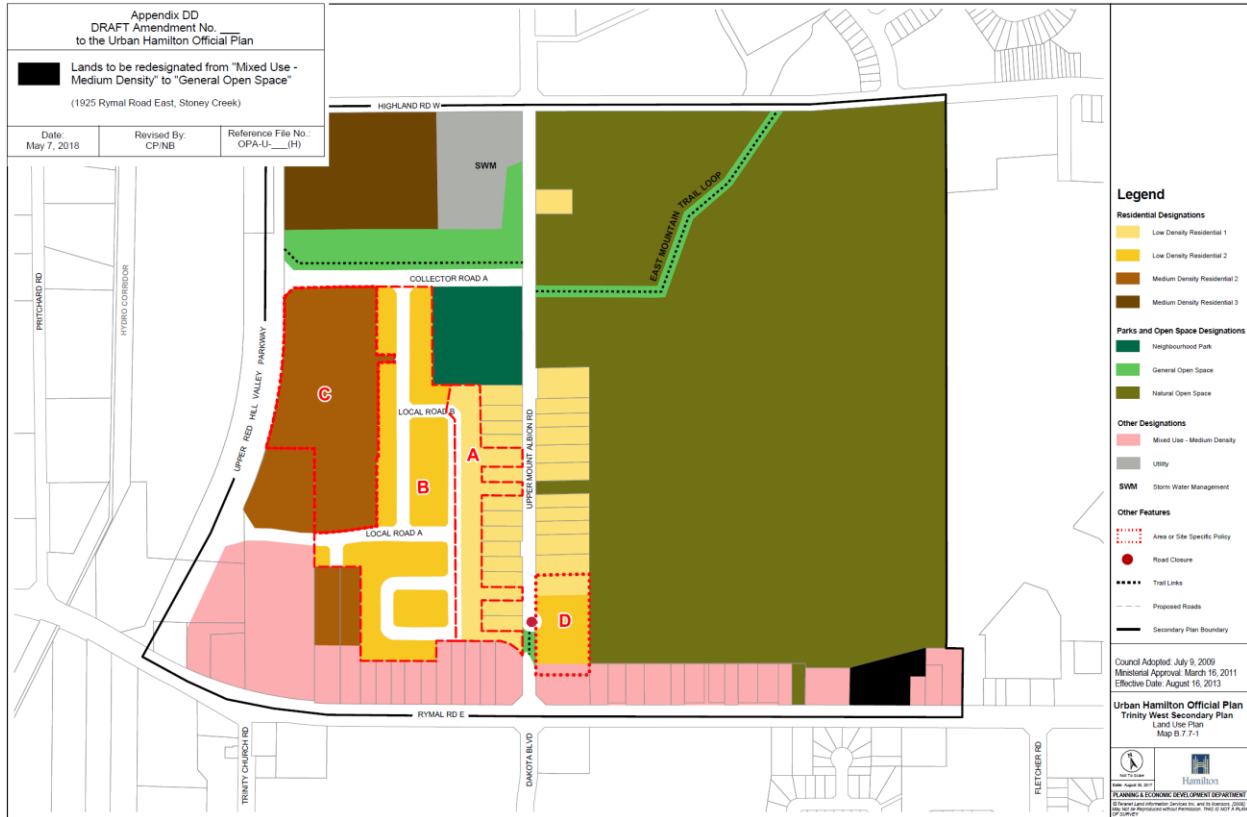 Appendix DD
DRAFT Amendment No. ___
to the Urban Hamilton Official Plan
Lands to be redesignated from "Mixed Use -
Medium Density" to "General Open Space"
(1925 Rymal Road East, Stoney Creek)
Date:
May 7, 2018
Revised By:
CP/NB
Reference File No.:
OPA-U-___(H)
HIGHLAND RD W
SWM
EAST MOUNTAIN TRAIL LOOP
COLLECTOR ROAD A
PRITCHARD RD
HYDRO CORRIDOR
UPPER RED HILL VALLEY PARKWAY
C
LOCAL ROAD B
A
B
UPPER MOUNT ALBION RD
LOCAL ROAD A
D
RYMAL RD E
TRINITY CHURCH RD
DAKOTA BLVD
FLETCHER RD
Legend
Residential Designations
Low Density Residential 1
Low Density Residential 2
Medium Density Residential 2
Medium Density Residential 3
Parks and Open Space Designations
Neighbourhood Park
General Open Space
Natural Open Space
Other Designations
Mixed Use - Medium Density
Utility
SWM Storm Water Management
Other Features
Area or Site Specific Policy
Road Closure
Trail Links
Proposed Roads
Secondary Plan Boundary
Council Adopted: July 9, 2009
Ministerial Approval: March 16, 2011
Effective Date: August 16, 2013
Urban Hamilton Official Plan
Trinity West Secondary Plan
Land Use Plan
Map B.7.7-1
N
Not To Scale
Hamilton
PLANNING & ECONOMIC DEVELOPMENT DEPARTMENT